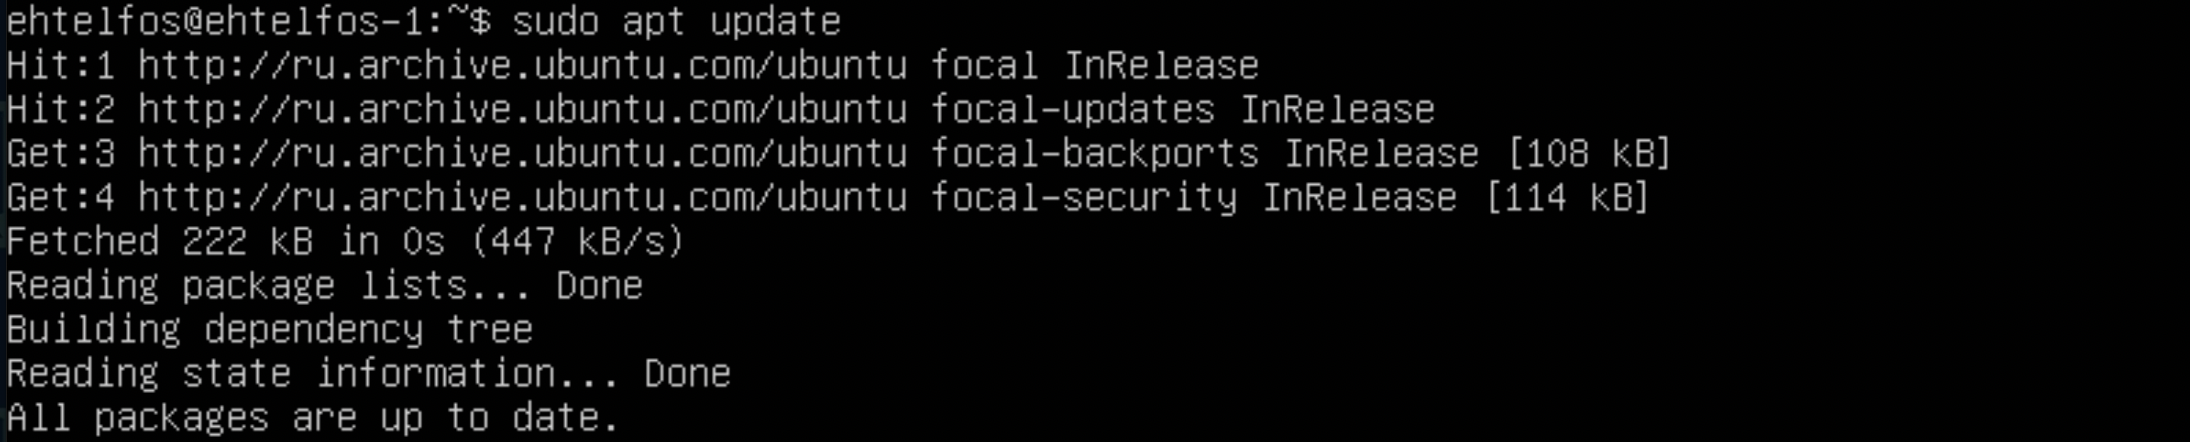 ehtelfos@ehtelfos-1:~$ sudo apt update
Hit:1 http://ru.archive.ubuntu.com/ubuntu focal InRelease
Hit:2 http://ru.archive.ubuntu.com/ubuntu focal-updates InRelease
Get:3 http://ru.archive.ubuntu.com/ubuntu focal-backports InRelease [108 kB]
Get:4 http://ru.archive.ubuntu.com/ubuntu focal-security InRelease [114 kB]
Fetched 222 kB in 0s (447 kB/s)
Reading package lists... Done
Building dependency tree
Reading state information... Done
All packages are up to date.